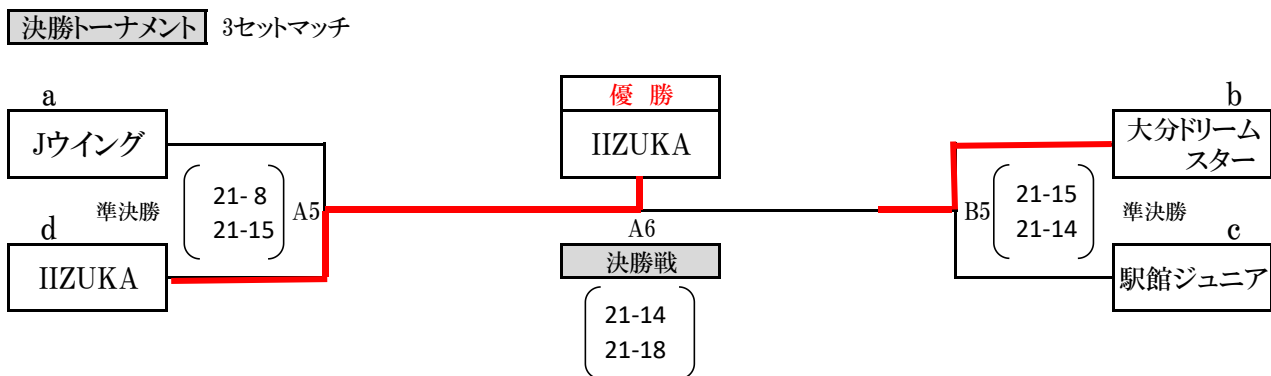 決勝トーナメント 3セットマッチ
a
Jウイング
準決勝
21- 8
21-15
A5
d
IIZUKA
優 勝
IIZUKA
A6
決勝戦
21-14
21-18
b
大分ドリーム
スター
B5
21-15
21-14
準決勝
c
駅館ジュニア